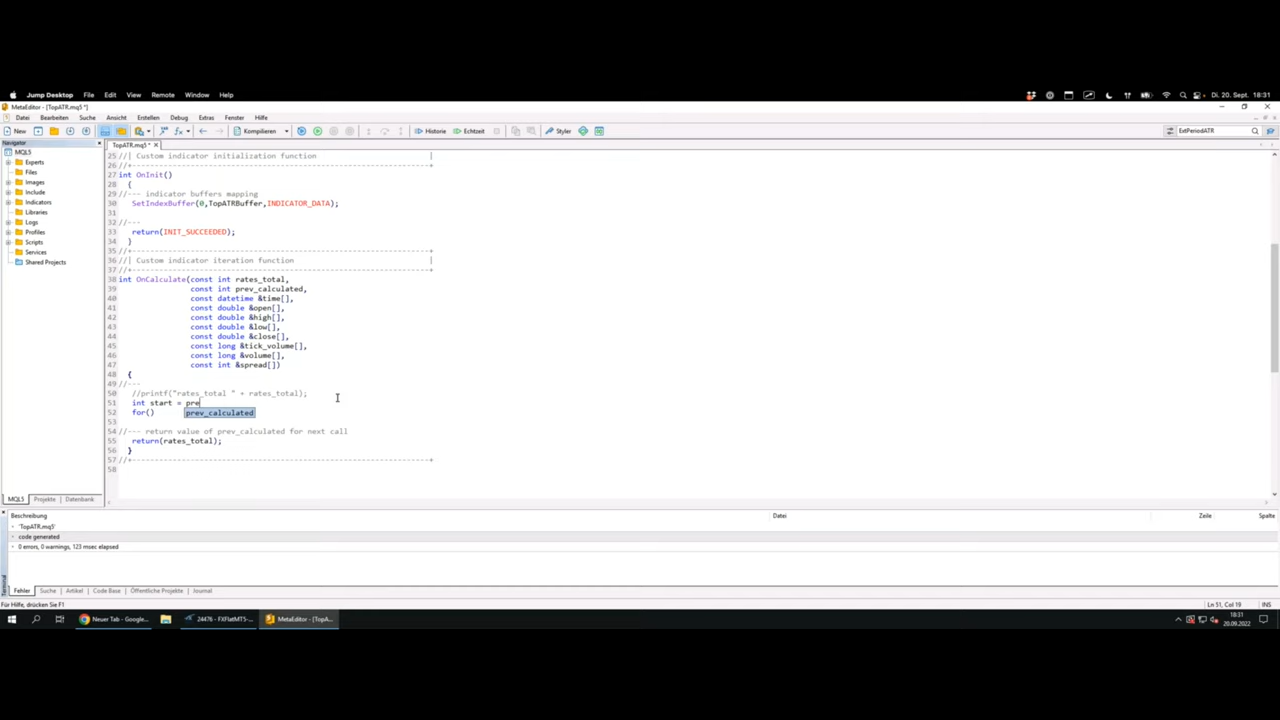 Jump Desktop File Edit View Remote Window Help Di. 20. Sept. 18:31
MetaEditor - [TopATR.mq5 *]
Datei Bearbeiten Suche Ansicht Erstellen Debug Extras Fenster Hilfe
New Kompilieren Historie Echtzeit Styler ExtPeriodATR
Navigator
TopATR.mq5 *
MQL5
Experts
Files
Images
Include
Indicators
Libraries
Logs
Profiles
Scripts
Services
Shared Projects
25 //| Custom indicator initialization function |
26 //+------------------------------------------------------------------+
27 int OnInit()
28 {
29 //--- indicator buffers mapping
30 SetIndexBuffer(0,TopATRBuffer,INDICATOR_DATA);
31
32 //---
33 return(INIT_SUCCEEDED);
34 }
35 //+------------------------------------------------------------------+
36 //| Custom indicator iteration function |
37 //+------------------------------------------------------------------+
38 int OnCalculate(const int rates_total,
39 const int prev_calculated,
40 const datetime &time[],
41 const double &open[],
42 const double &high[],
43 const double &low[],
44 const double &close[],
45 const long &tick_volume[],
46 const long &volume[],
47 const int &spread[])
48 {
49 //---
50 //printf("rates_total " + rates_total);
51 int start = pre
52 for() prev_calculated
53
54 //--- return value of prev_calculated for next call
55 return(rates_total);
56 }
57 //+------------------------------------------------------------------+
58
MQL5 Projekte Datenbank
Beschreibung Datei Zeile Spalte
'TopATR.mq5'
code generated
0 errors, 0 warnings, 123 msec elapsed
Terminal
Fehler Suche Artikel Code Base Öffentliche Projekte Journal
Für Hilfe, drücken Sie F1 Ln 51, Col 19 INS
Neuer Tab - Google... 24476 - FXFlatMT5-... MetaEditor - [TopA... 18:31
20.09.2022